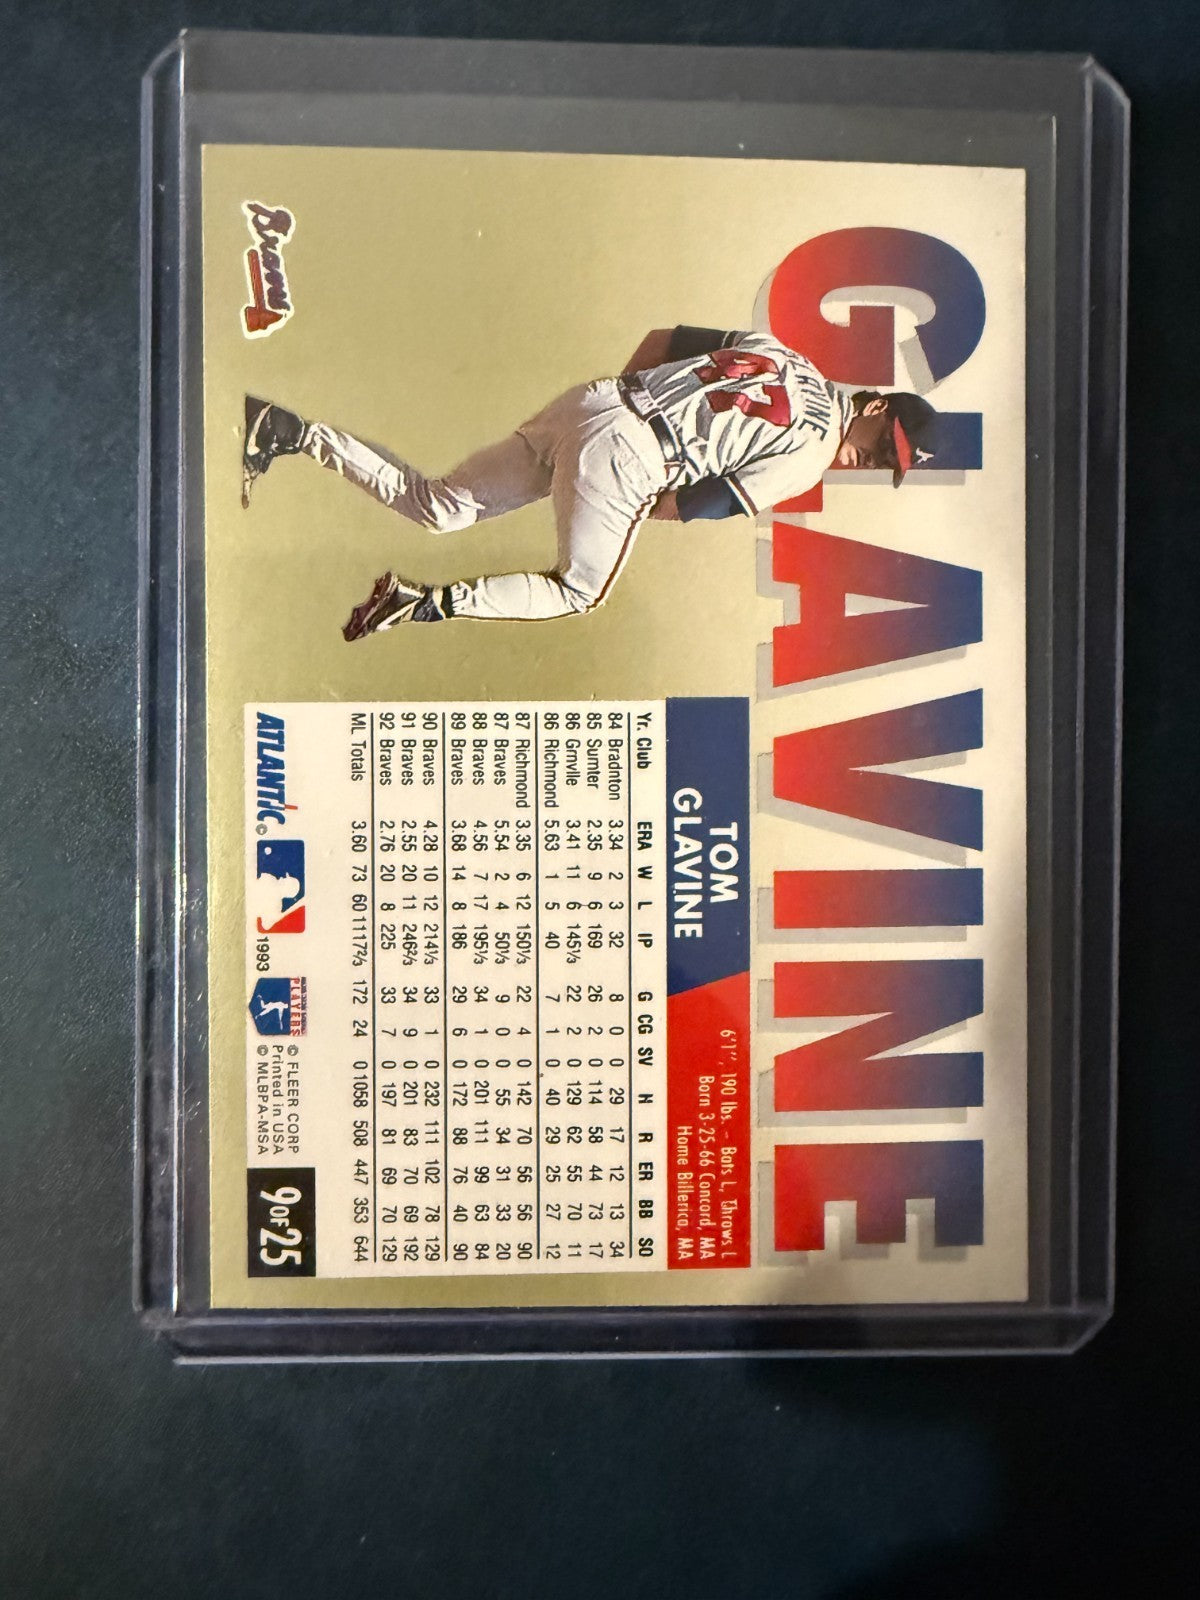 GLAVINE
GLAVINE
47
A
Braves
TOM
GLAVINE
6'1", 190 lbs. - Bats L, Throws L
Born 3-25-66 Concord, MA
Home Billerica, MA
Yr. Club ERA W L IP G CG SV H R ER BB SO
84 Bradnton 3.34 2 3 32 8 0 0 29 17 12 13 34
85 Sumter 2.35 9 6 169 26 2 0 114 58 44 73 17
86 Grnvlle 3.41 11 6 145⅓ 22 2 0 129 62 55 70 11
86 Richmond 5.63 1 5 40 7 1 0 40 29 25 27 12
87 Richmond 3.35 6 12 150⅓ 22 4 0 142 70 56 56 90
87 Braves 5.54 2 4 50⅓ 9 0 0 55 34 31 33 20
88 Braves 4.56 7 17 195⅓ 34 1 0 201 111 99 63 84
89 Braves 3.68 14 8 186 29 6 0 172 88 76 40 90
90 Braves 4.28 10 12 214⅓ 33 1 0 232 111 102 78 129
91 Braves 2.55 20 11 246⅔ 34 9 0 201 83 70 69 192
92 Braves 2.76 20 8 225 33 7 0 197 81 69 70 129
ML Totals 3.60 73 60 1117⅔ 172 24 0 1058 508 447 353 644
ATLANTIC © 1993
PLAYERS
© FLEER CORP
Printed in USA
© MLBPA-MSA
9 OF 25